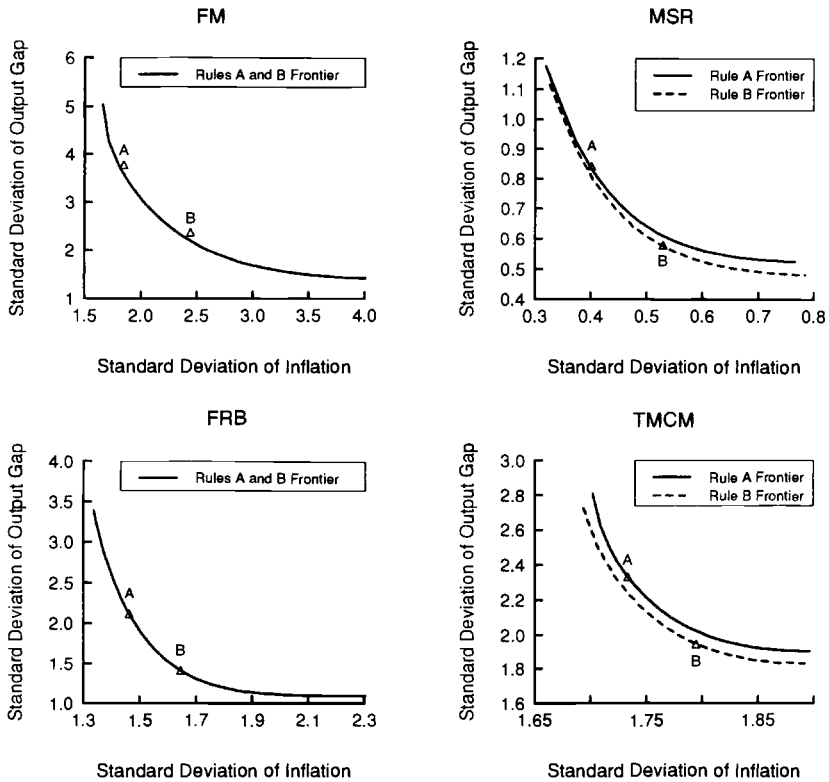 FM
Standard Deviation of Output Gap
6
5
4
3
2
1
Rules A and B Frontier
A
B
1.5 2.0 2.5 3.0 3.5 4.0
Standard Deviation of Inflation
MSR
Standard Deviation of Output Gap
1.2
1.1
1.0
0.9
0.8
0.7
0.6
0.5
0.4
Rule A Frontier
Rule B Frontier
A
B
0.3 0.4 0.5 0.6 0.7 0.8
Standard Deviation of Inflation
FRB
Standard Deviation of Output Gap
4.0
3.5
3.0
2.5
2.0
1.5
1.0
Rules A and B Frontier
A
B
1.3 1.5 1.7 1.9 2.1 2.3
Standard Deviation of Inflation
TMCM
Standard Deviation of Output Gap
3.0
2.8
2.6
2.4
2.2
2.0
1.8
1.6
Rule A Frontier
Rule B Frontier
A
B
1.65 1.75 1.85
Standard Deviation of Inflation